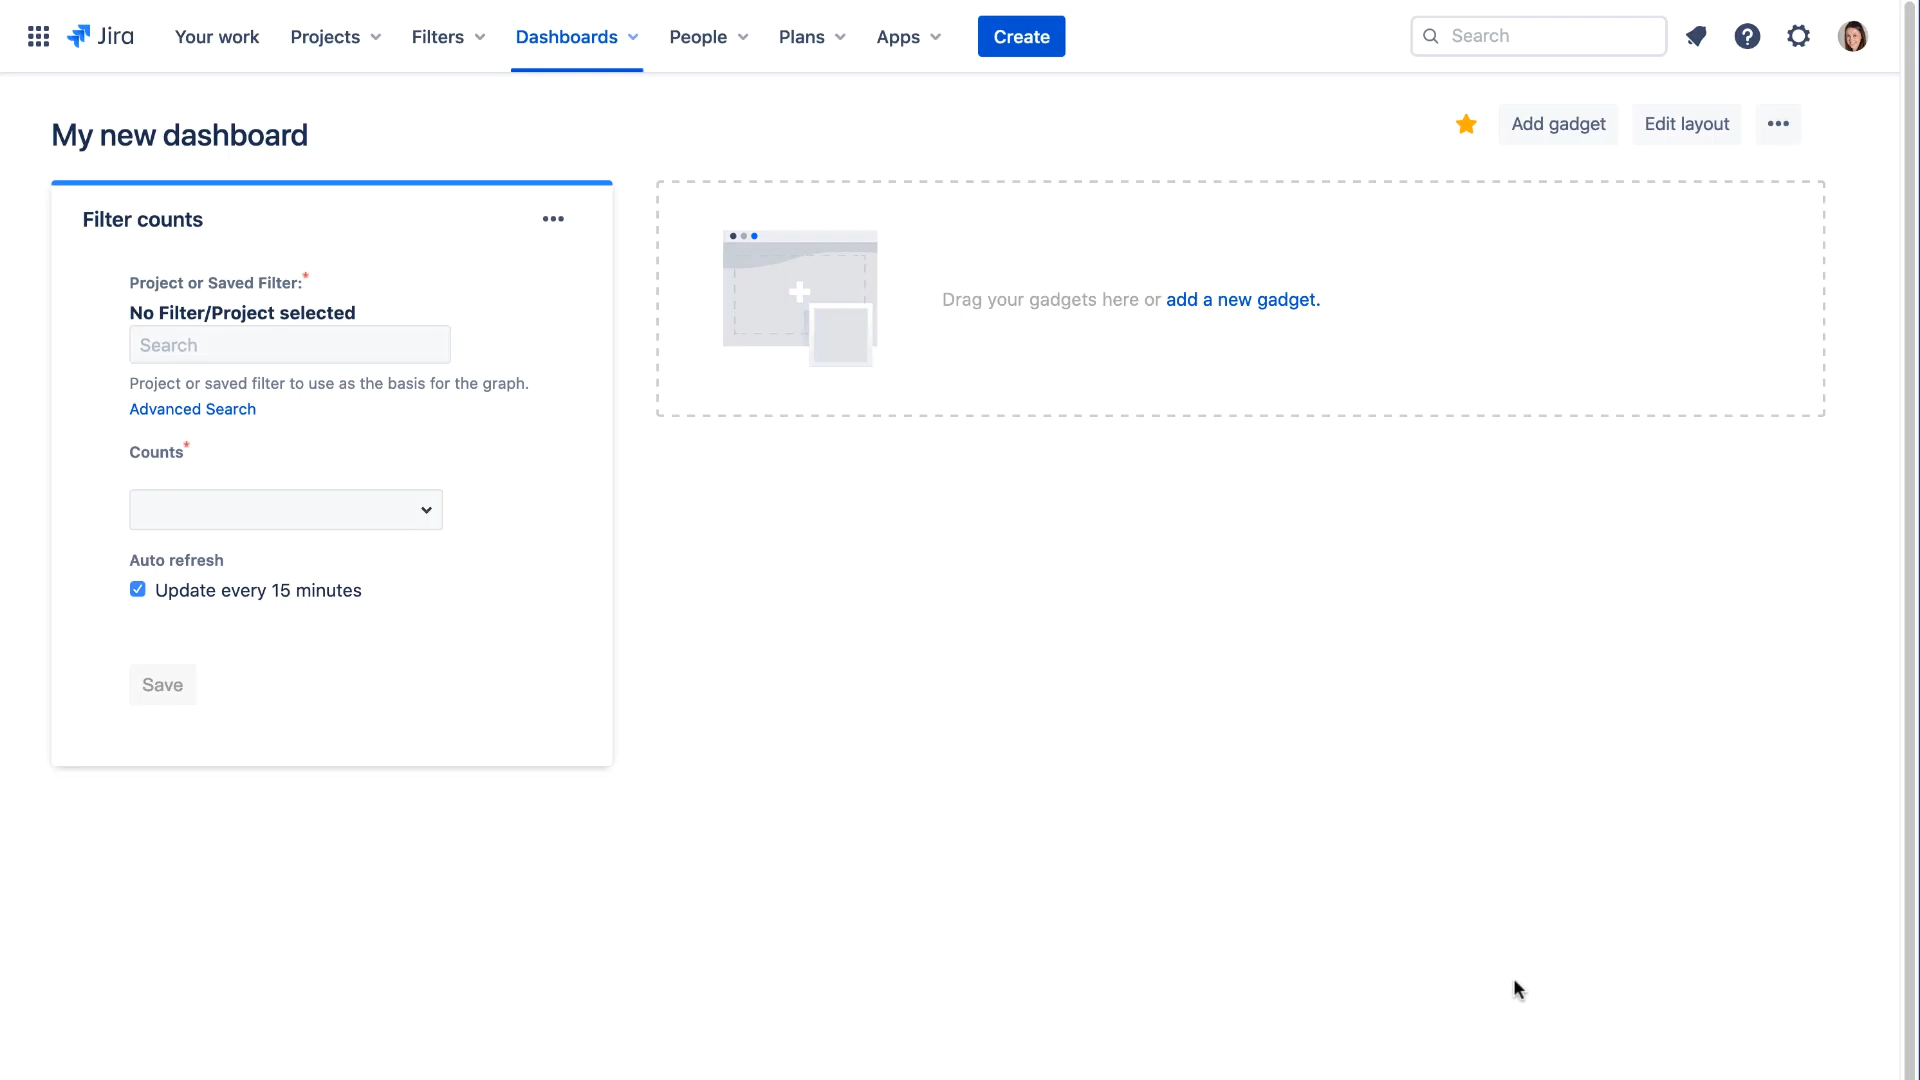 Jira
Your work
Projects
Filters
Dashboards
People
Plans
Apps
Create
Search
My new dashboard
Add gadget
Edit layout
Filter counts
Project or Saved Filter:*
No Filter/Project selected
Search
Project or saved filter to use as the basis for the graph.
Advanced Search
Counts*
Auto refresh
Update every 15 minutes
Save
Drag your gadgets here or add a new gadget.